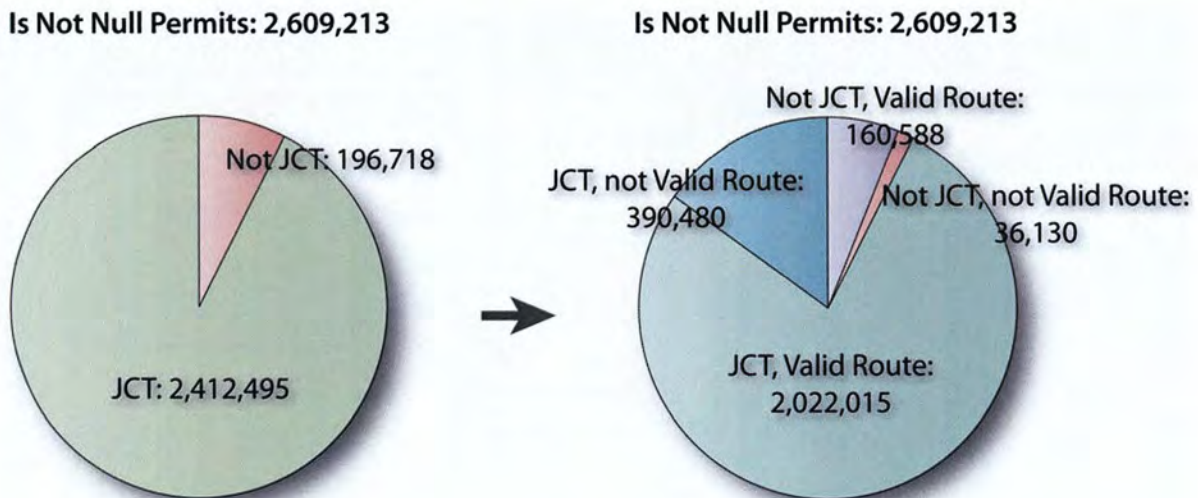 Is Not Null Permits: 2,609,213
Not JCT: 196,718
JCT: 2,412,495
Is Not Null Permits: 2,609,213
Not JCT, Valid Route:
160,588
JCT, not Valid Route:
390,480
Not JCT, not Valid Route:
36,130
JCT, Valid Route:
2,022,015